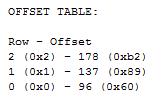 OFFSET TABLE:
Row - Offset
2 (0x2) - 178 (0xb2)
1 (0x1) - 137 (0x89)
0 (0x0) - 96 (0x60)